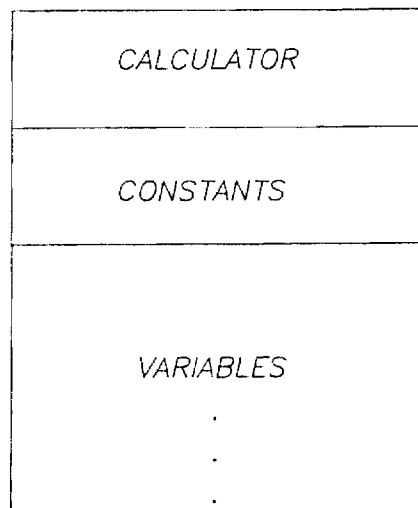 CALCULATOR
CONSTANTS
VARIABLES
.
.
.